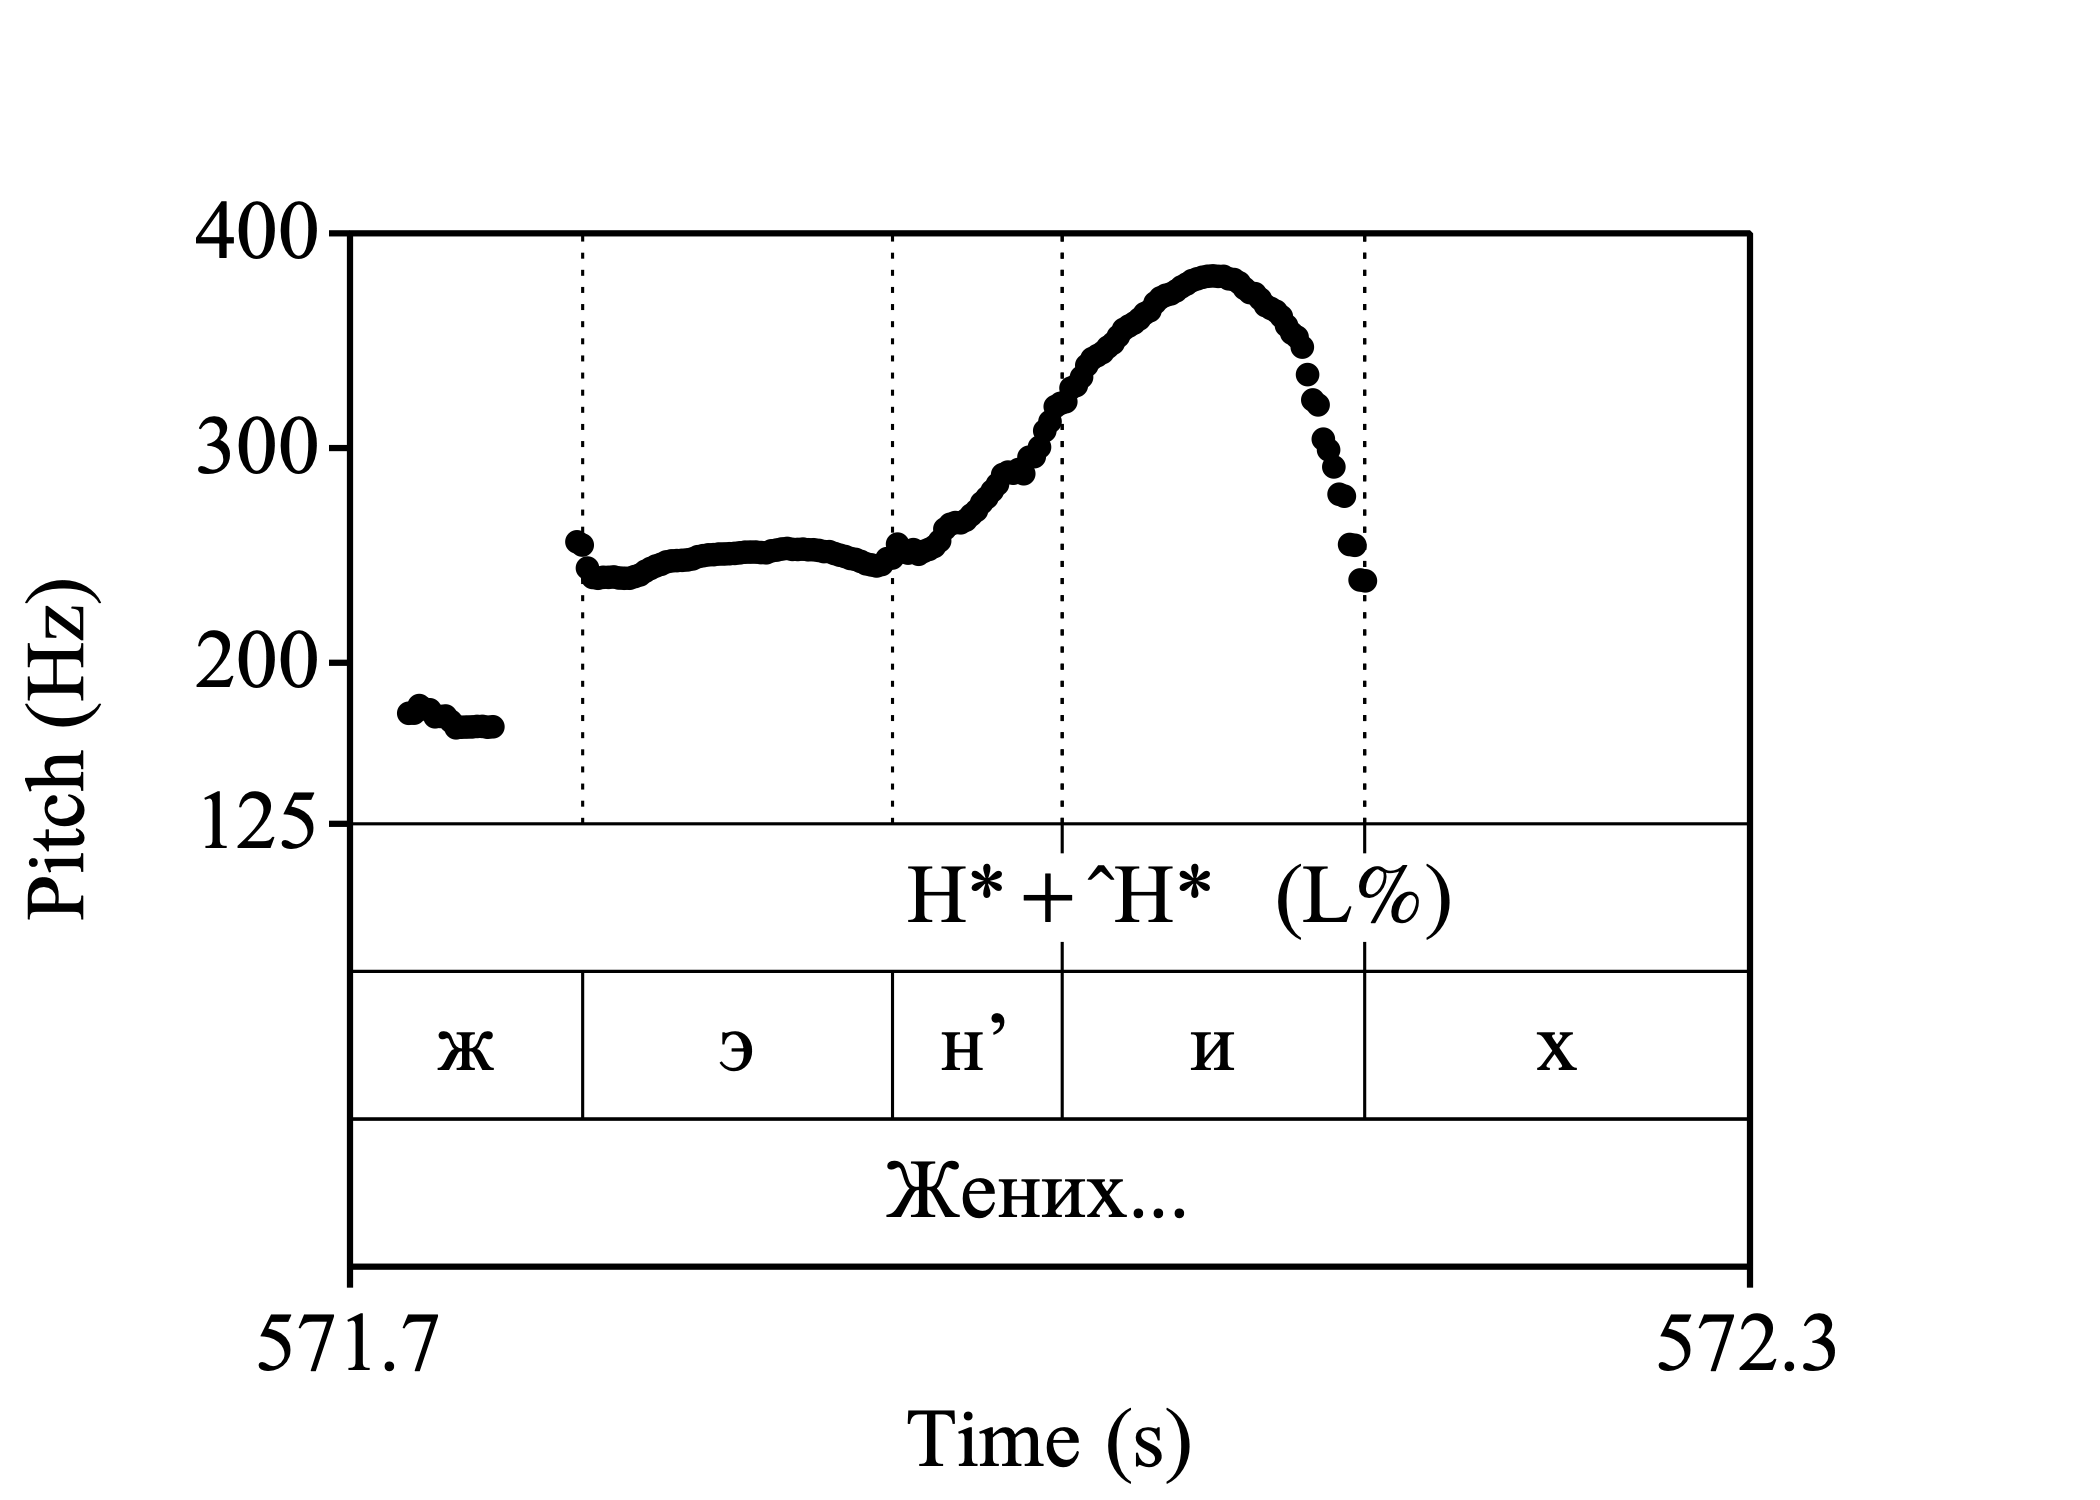 400
300
200
125
Pitch (Hz)
H* + ˆH* (L%)
ж э н’ и х
Жених...
571.7 572.3
Time (s)